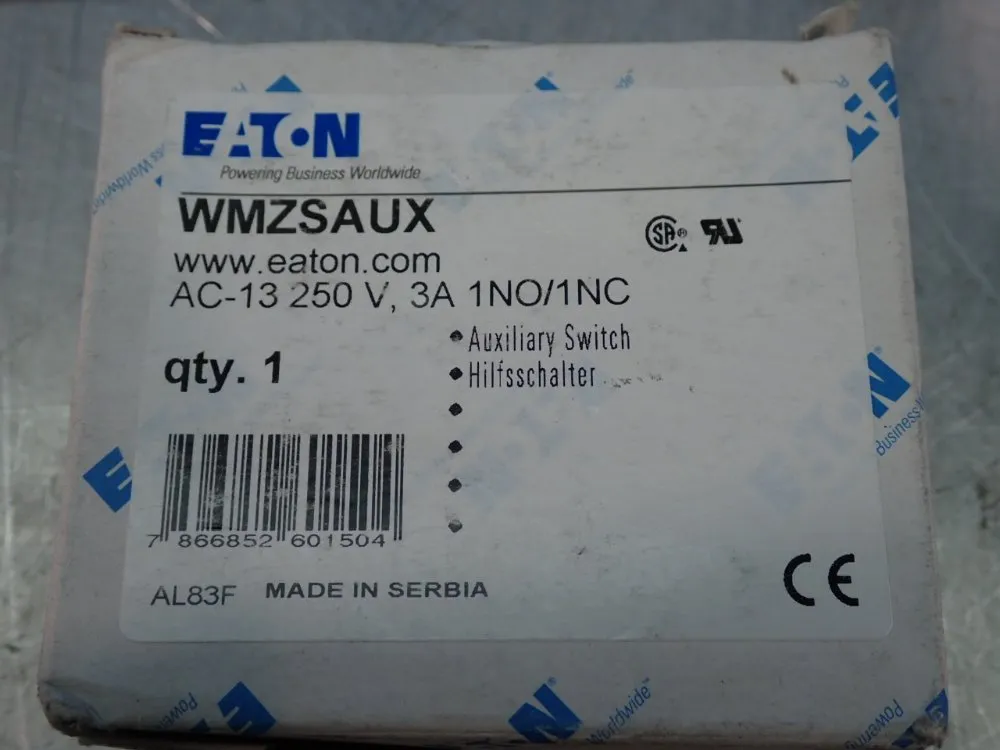 EATON
Powering Business Worldwide
WMZSAUX
www.eaton.com
AC-13 250 V, 3A 1NO/1NC
qty. 1
• Auxiliary Switch
• Hilfsschalter
7 866852 601504
AL83F MADE IN SERBIA
CE